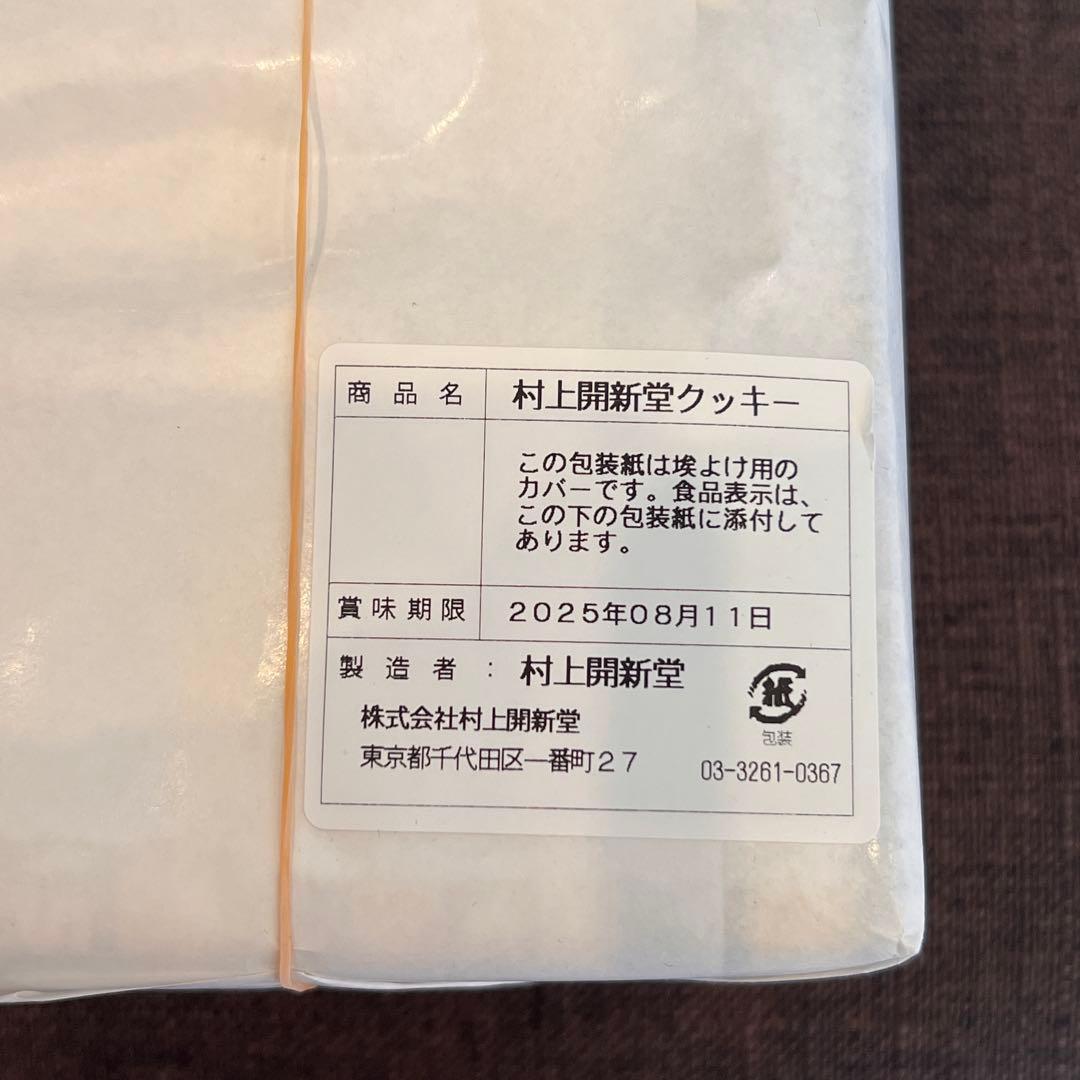 商品名 村上開新堂クッキー
この包装紙は埃よけ用の
カバーです。食品表示は、
この下の包装紙に添付して
あります。
賞味期限 2025年08月11日
製造者： 村上開新堂
株式会社村上開新堂
紙
包装
東京都千代田区一番町27
03-3261-0367